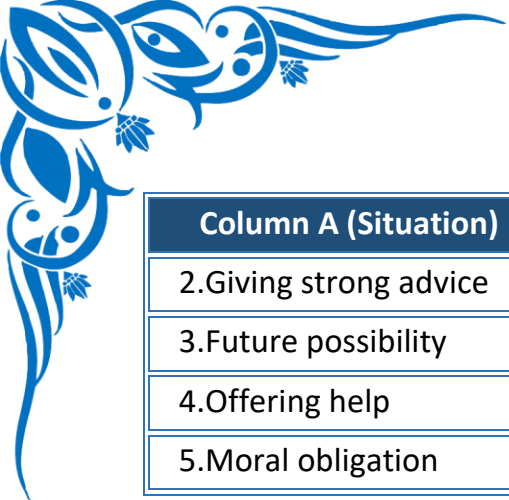 Column A (Situation)
2.Giving strong advice
3.Future possibility
4.Offering help
5.Moral obligation